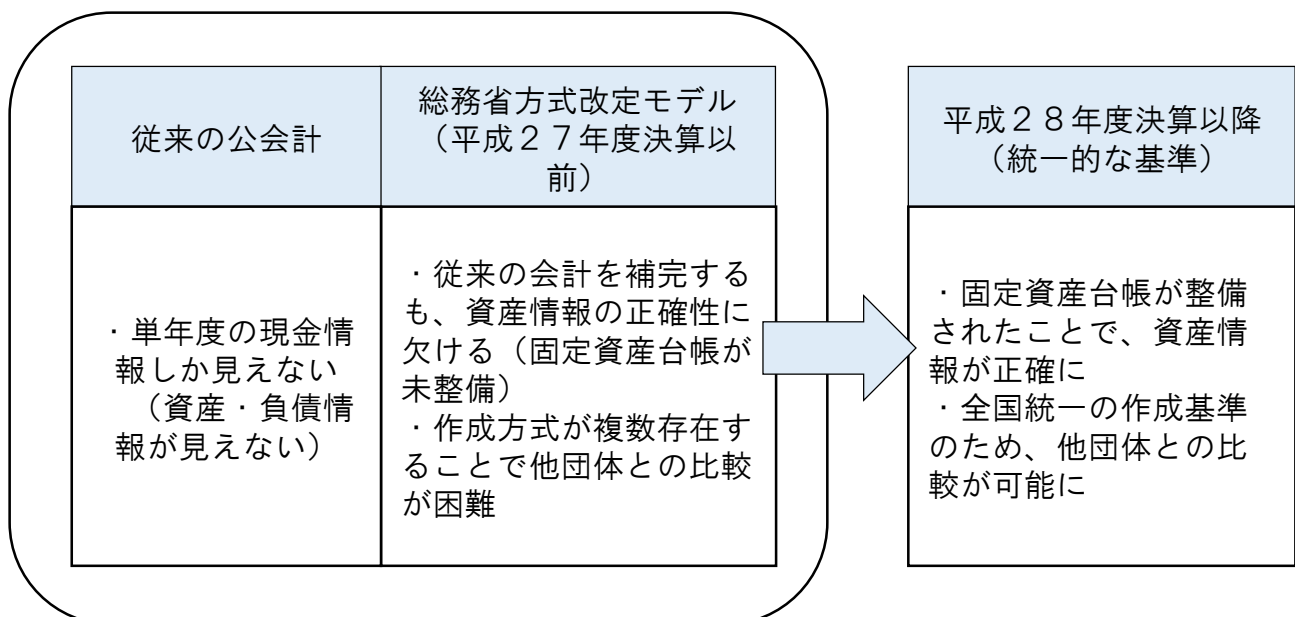 従来の公会計
総務省方式改定モデル
（平成２７年度決算以
前）
・単年度の現金情
報しか見えない
（資産・負債情
報が見えない）
・従来の会計を補完する
も、資産情報の正確性に
欠ける（固定資産台帳が
未整備）
・作成方式が複数存在す
ることで他団体との比較
が困難
平成２８年度決算以降
（統一的な基準）
・固定資産台帳が整備
されたことで、資産情
報が正確に
・全国統一の作成基準
のため、他団体との比
較が可能に